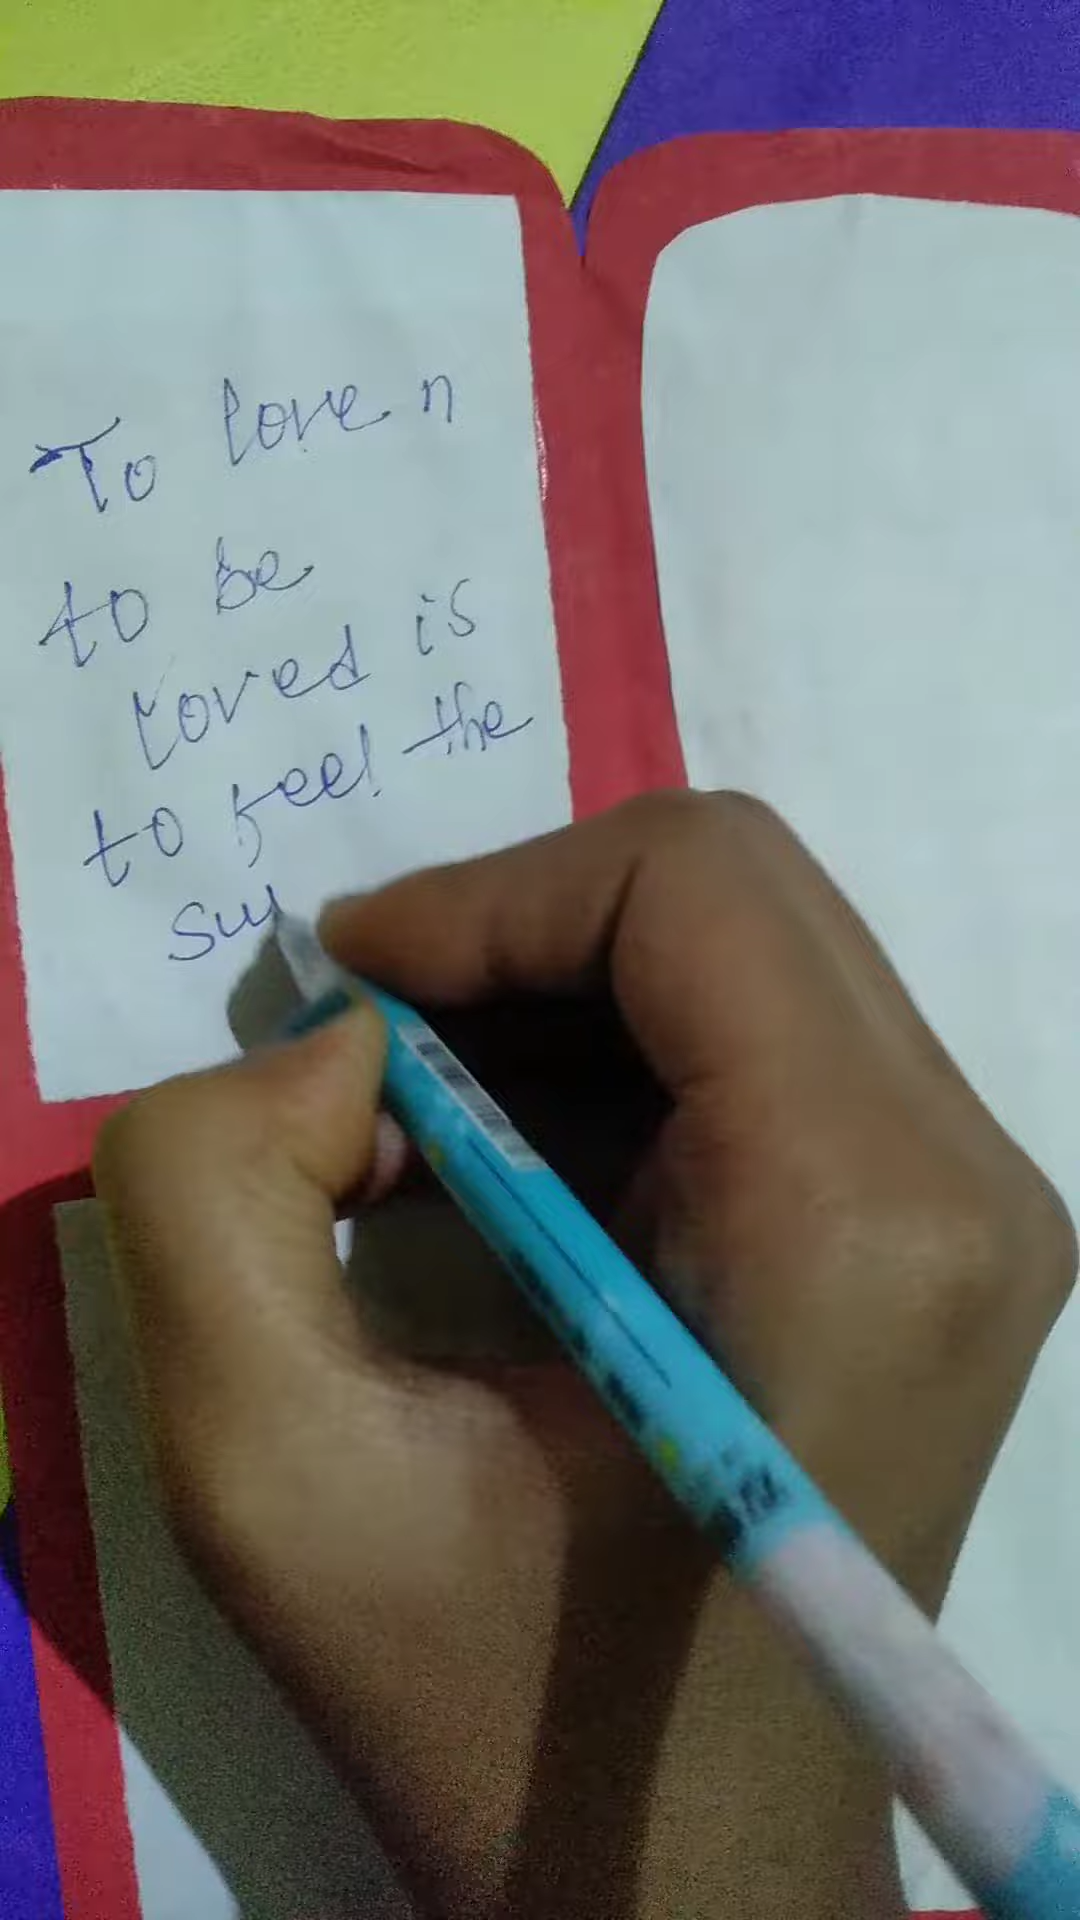 To love n
to be
loved is
to feel the
su